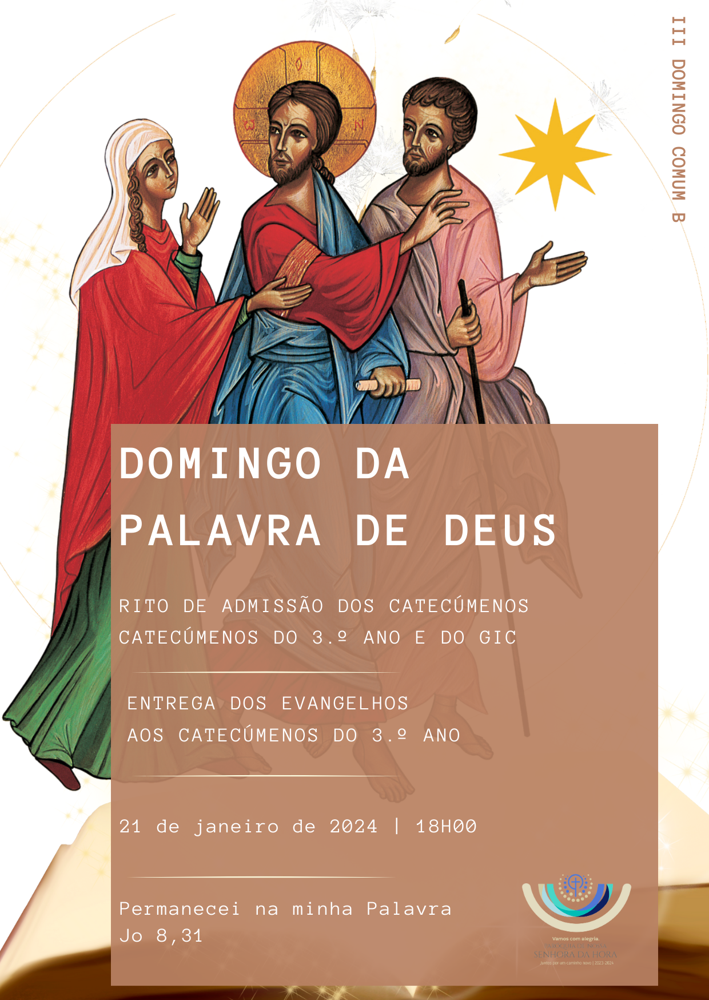 III DOMINGO COMUM B
DOMINGO DA
PALAVRA DE DEUS
RITO DE ADMISSÃO DOS CATECÚMENOS
CATECÚMENOS DO 3.º ANO E DO GIC
ENTREGA DOS EVANGELHOS
AOS CATECÚMENOS DO 3.º ANO
21 de janeiro de 2024 | 18H00
Permanecei na minha Palavra
Jo 8,31
Vamos com alegria.
PARÓQUIA DE NOSSA
SENHORA DA HORA
Juntos por um caminho novo | 2023-2024